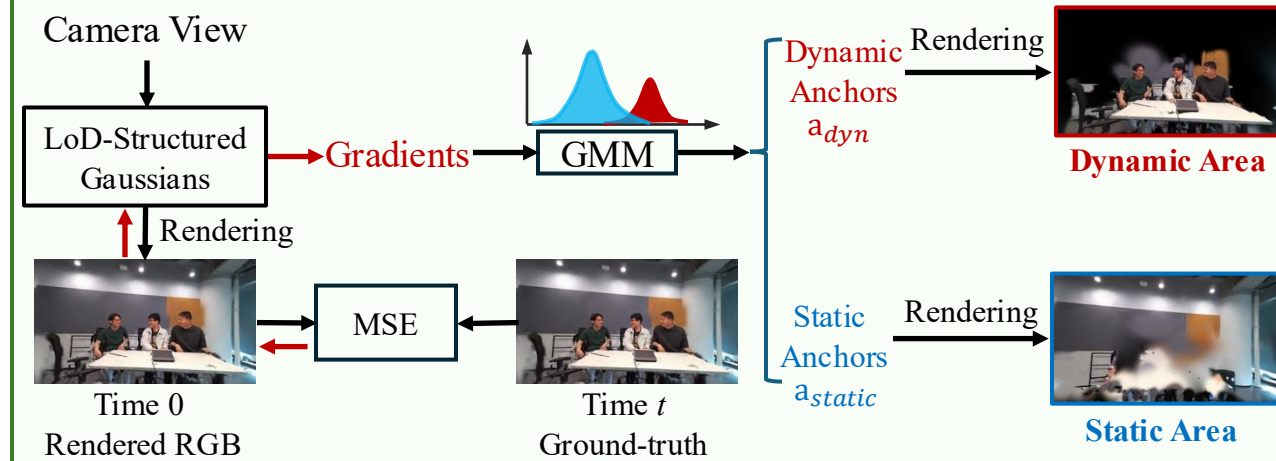 Camera View
LoD-Structured
Gaussians
Rendering
Gradients
GMM
Dynamic
Anchors
a_dyn
Rendering
Dynamic Area
MSE
Time 0
Rendered RGB
Time t
Ground-truth
Static
Anchors
a_static
Rendering
Static Area